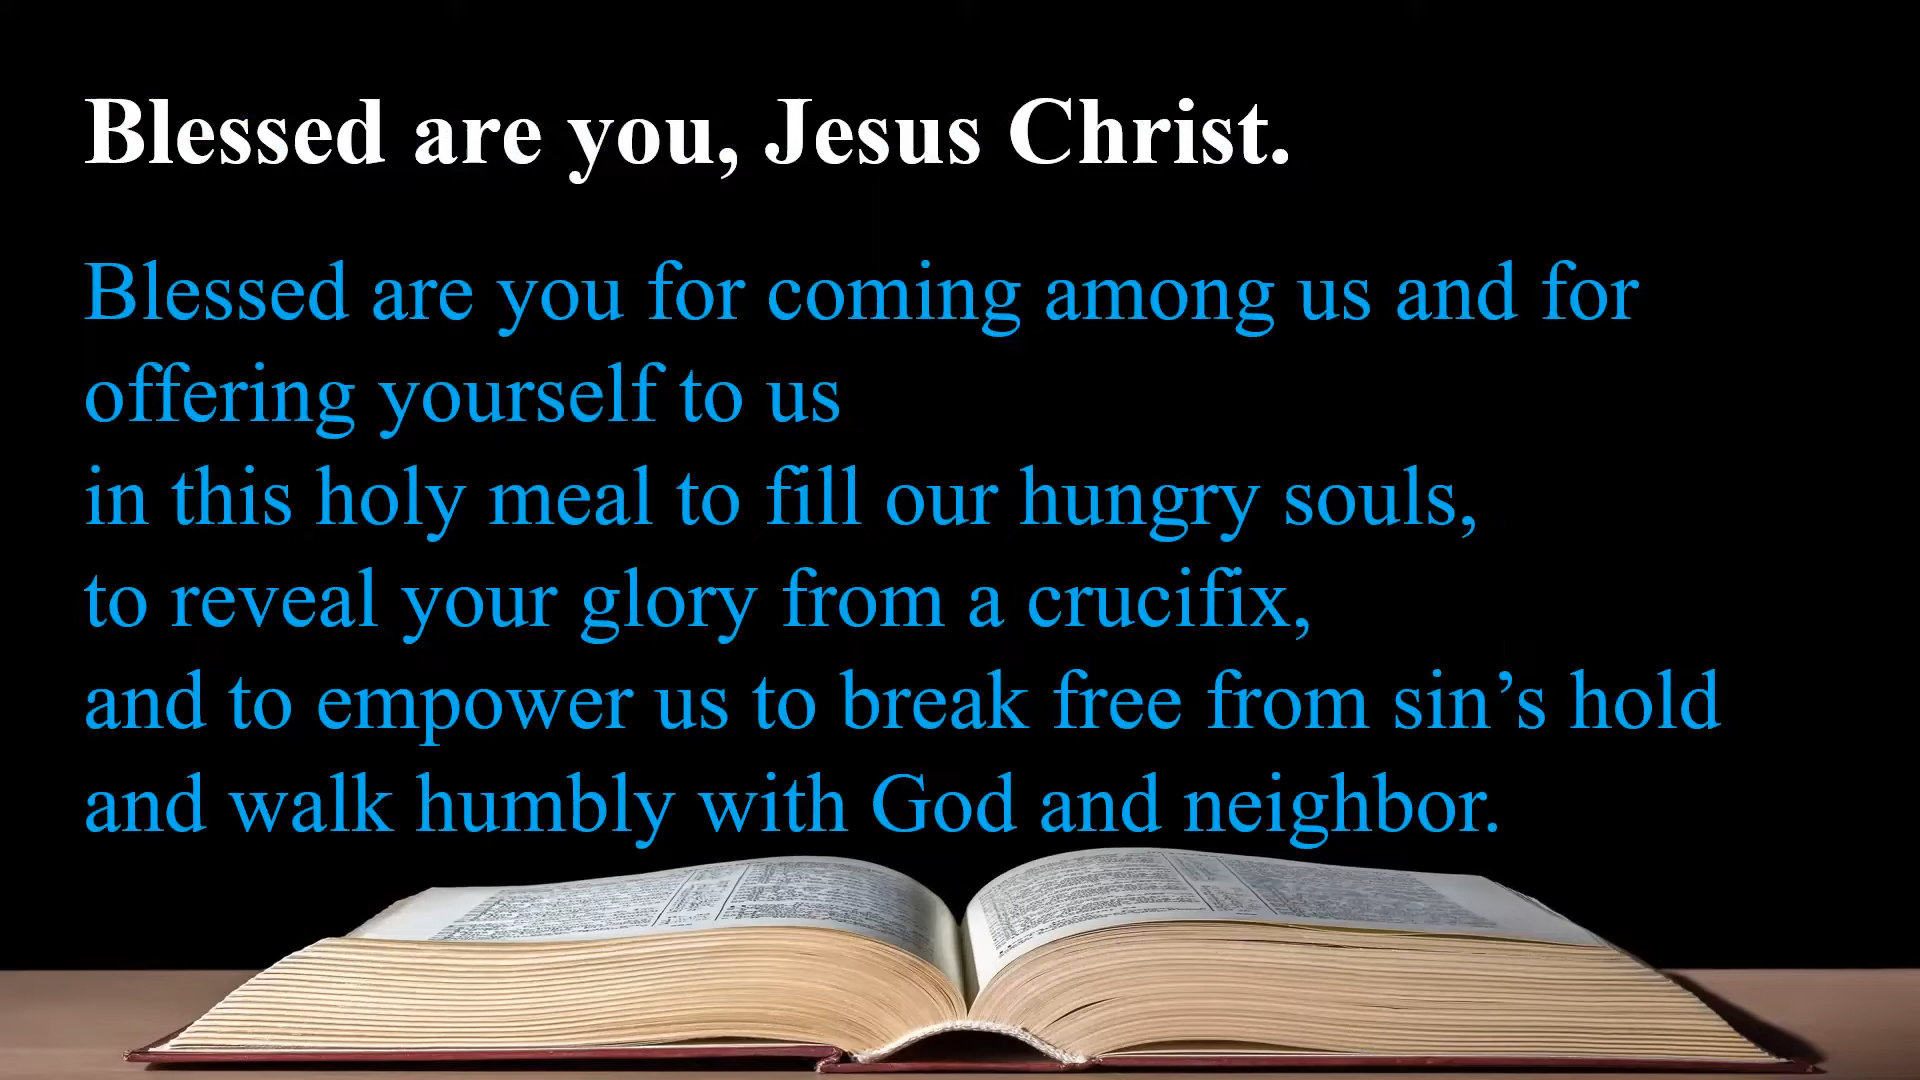 Blessed are you, Jesus Christ.
Blessed are you for coming among us and for
offering yourself to us
in this holy meal to fill our hungry souls,
to reveal your glory from a crucifix,
and to empower us to break free from sin’s hold
and walk humbly with God and neighbor.